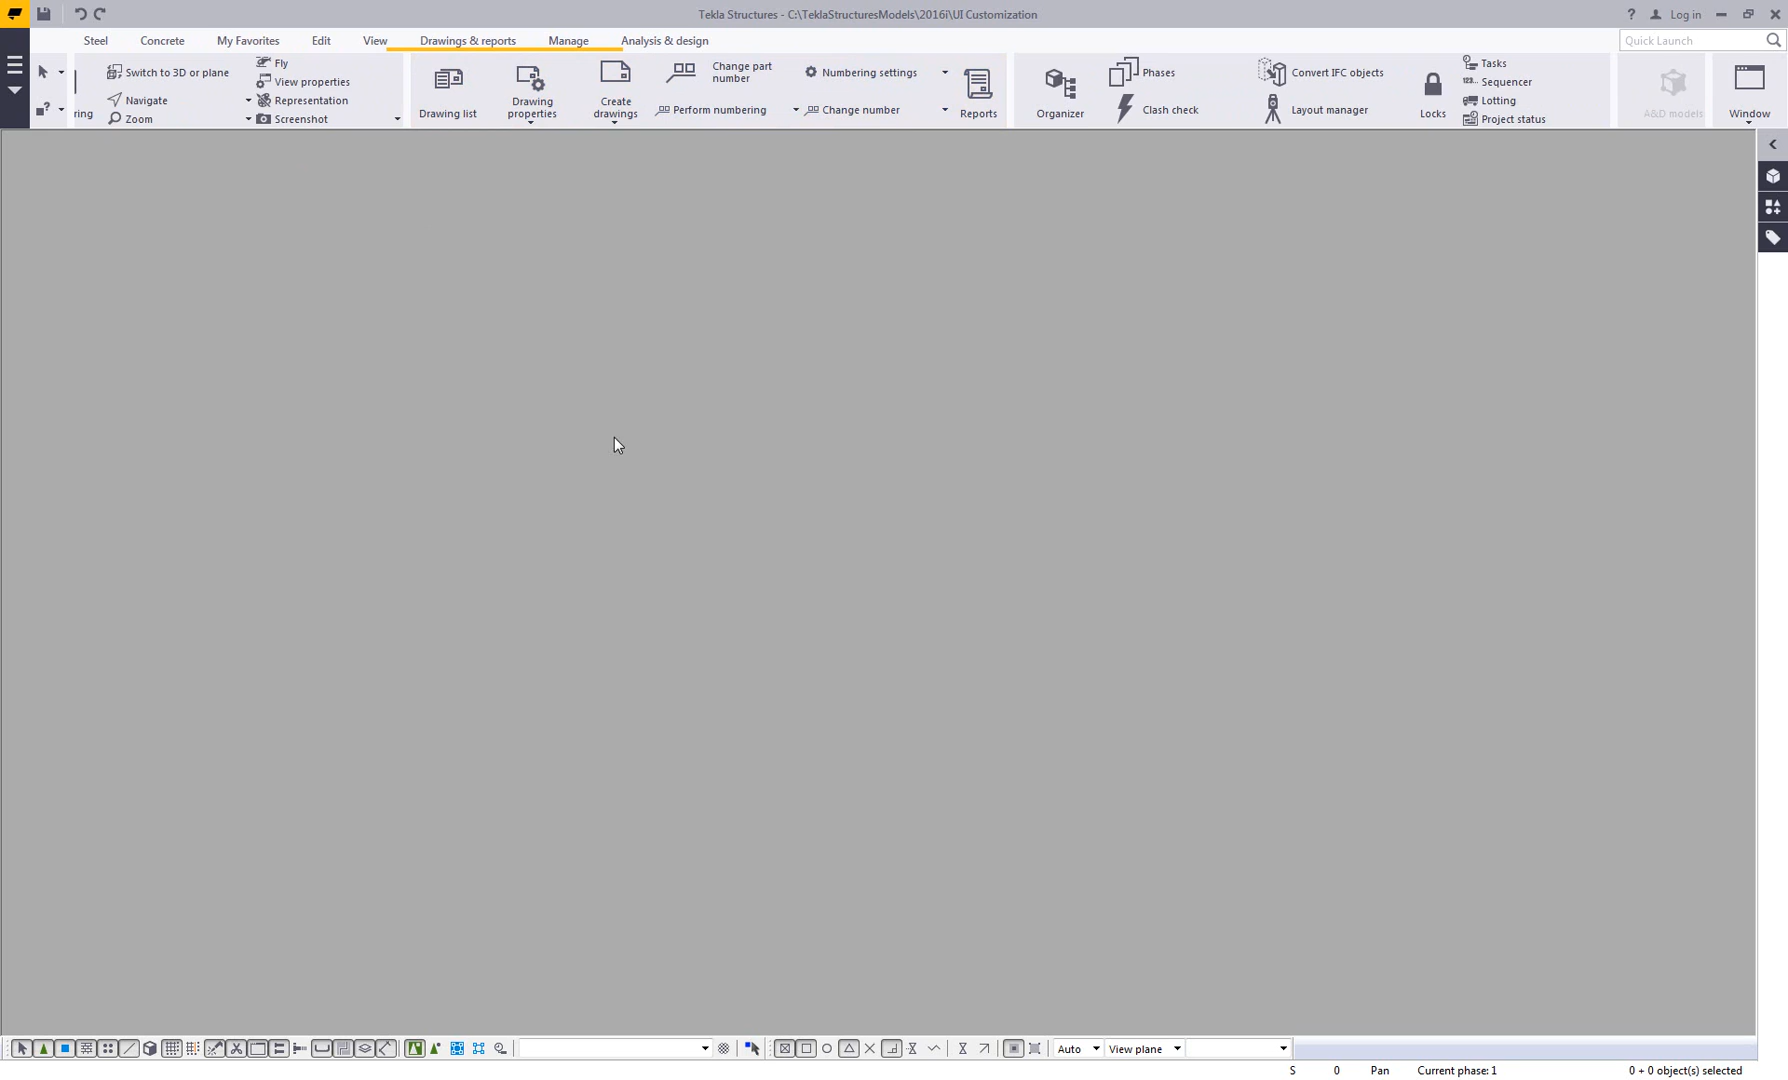 Tekla Structures - C:\TeklaStructuresModels\2016i\UI Customization
? Log in
Steel Concrete My Favorites Edit View Drawings & reports Manage Analysis & design
Quick Launch
ring
Switch to 3D or plane
Navigate
Zoom
Fly
View properties
Representation
Screenshot
Drawing list
Drawing
properties
Create
drawings
Change part
number
Perform numbering
Numbering settings
Change number
Reports
Organizer
Phases
Clash check
Convert IFC objects
Layout manager
Locks
Tasks
Sequencer
Lotting
Project status
A&D models
Window
Auto View plane
S 0 Pan Current phase: 1 0 + 0 object(s) selected